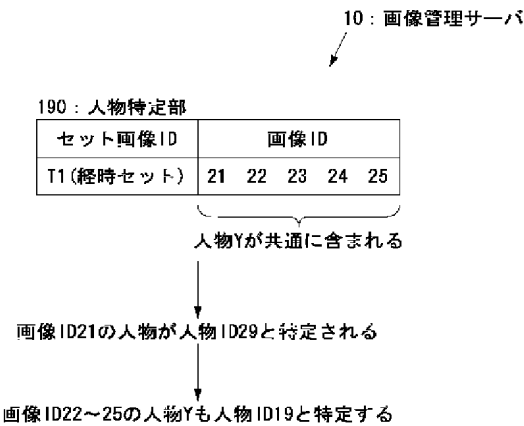 10：画像管理サーバ
190：人物特定部
セット画像ID 画像ID
T1(経時セット) 21 22 23 24 25
人物Yが共通に含まれる
画像ID21の人物が人物ID29と特定される
画像ID22～25の人物Yも人物ID19と特定する